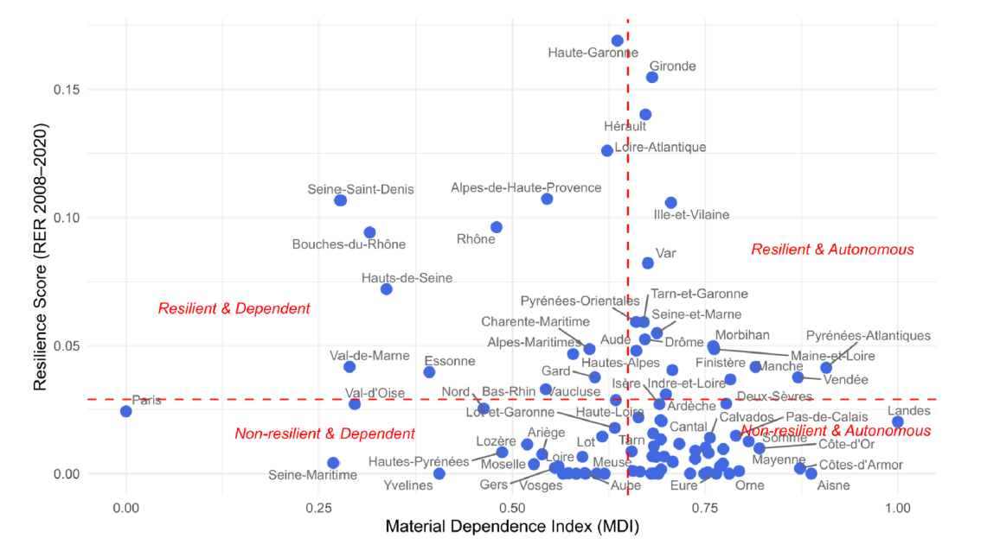 Haute-Garonne
Gironde
0.15
Hérault
Loire-Atlantique
Seine-Saint-Denis
Alpes-de-Haute-Provence
Ille-et-Vilaine
0.10
Rhône
Bouches-du-Rhône
Var
Resilient & Autonomous
Hauts-de-Seine
Tarn-et-Garonne
Pyrénées-Orientales
Resilient & Dependent
Seine-et-Marne
Charente-Maritime
Morbihan
Pyrénées-Atlantiques
Alpes-Maritimes
Aude
Drôme
0.05
Val-de-Marne
Essonne
Maine-et-Loire
Hautes-Alpes
Finistère
Manche
Gard
Vendée
Isère
Indre-et-Loire
Val-d'Oise
Nord
Bas-Rhin
Vaucluse
Deux-Sèvres
Paris
Ardèche
Lot-et-Garonne
Haute-Loire
Landes
Calvados
Pas-de-Calais
Non-resilient & Dependent
Ariège
Cantal
Non-resilient & Autonomous
Lozère
Lot
Tarn
Somme
Côte-d'Or
Hautes-Pyrénées
Loire
Moselle
Meuse
Mayenne
Côtes-d'Armor
0.00
Seine-Maritime
Yvelines
Gers
Vosges
Aube
Eure
Orne
Aisne
0.00
0.25
0.50
0.75
1.00
Material Dependence Index (MDI)
Resilience Score (RER 2008–2020)